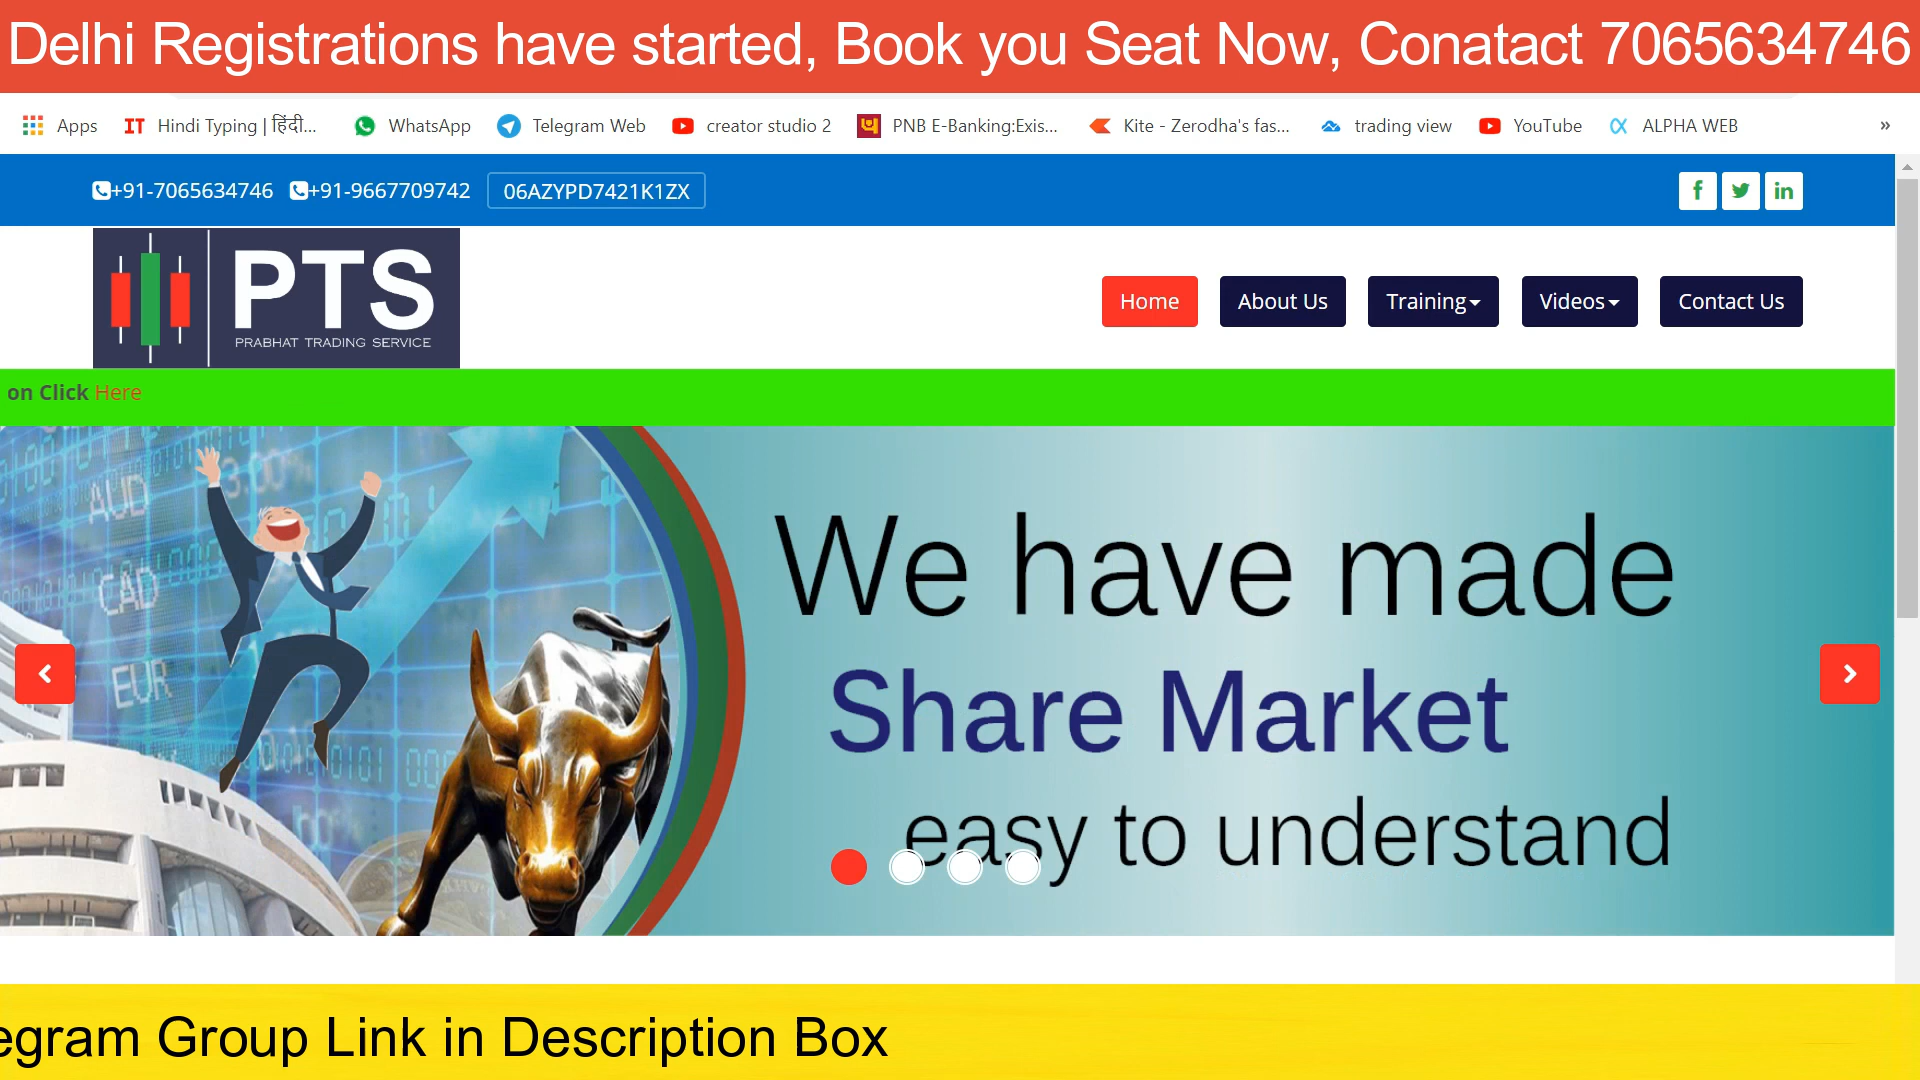 Delhi Registrations have started, Book you Seat Now, Conatact 7065634746
Apps IT Hindi Typing | हिंदी... WhatsApp Telegram Web creator studio 2 PNB E-Banking:Exis... Kite - Zerodha's fas... trading view YouTube ALPHA WEB »
+91-7065634746 +91-9667709742 06AZYPD7421K1ZX
PTS
PRABHAT TRADING SERVICE
Home About Us Training Videos Contact Us
on Click Here
AUD
CAD
EUR
We have made
Share Market
easy to understand
egram Group Link in Description Box